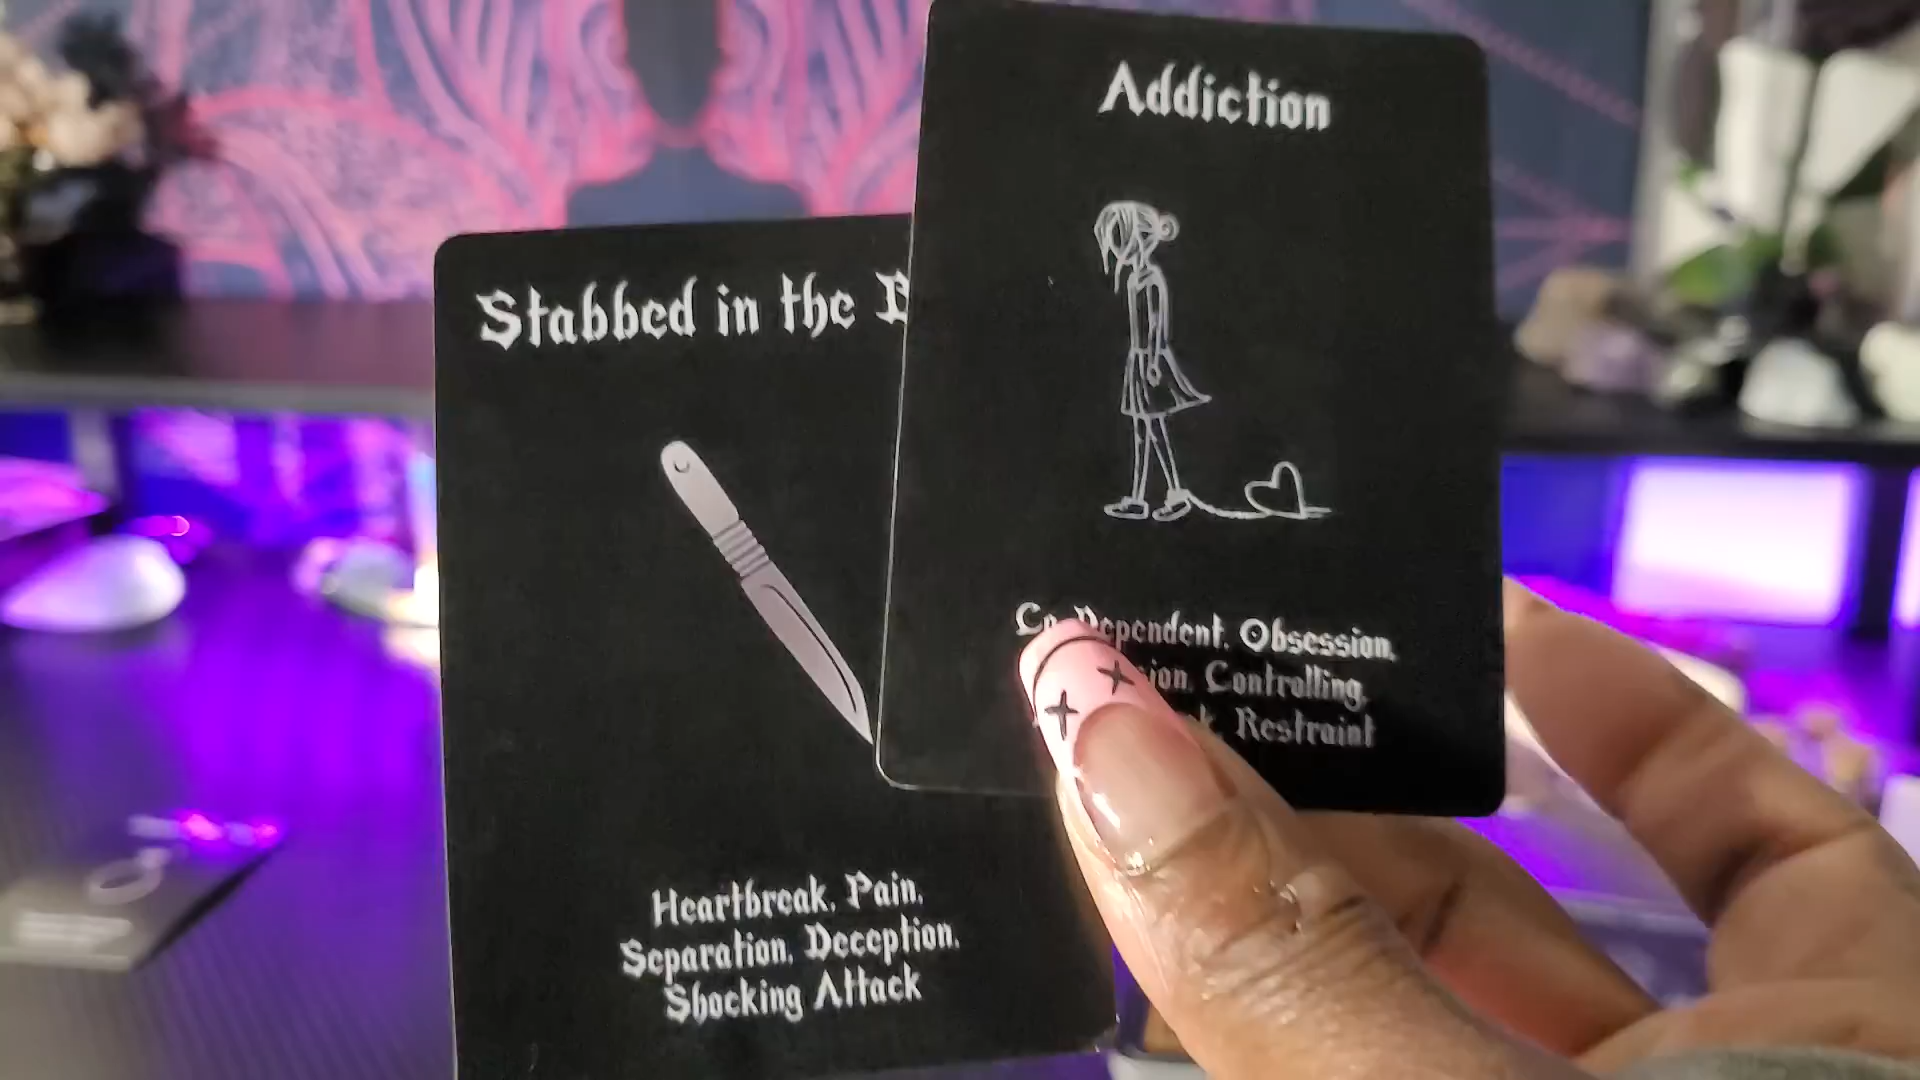 Stabbed in the
Heartbreak, Pain,
Separation, Deception,
Shocking Attack
Addiction
Dependent, Obsession,
Controlling,
Restraint